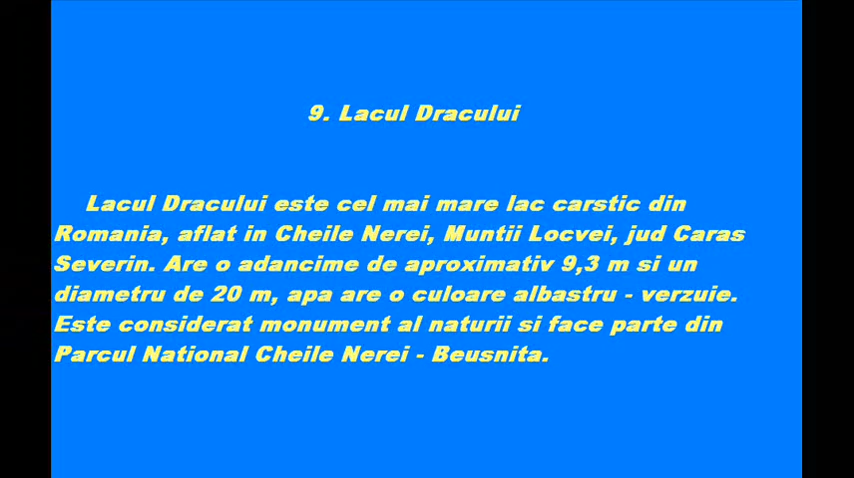 9. Lacul Dracului
Lacul Dracului este cel mai mare lac carstic din
Romania, aflat in Cheile Nerei, Muntii Locvei, jud Caras
Severin. Are o adancime de aproximativ 9,3 m si un
diametru de 20 m, apa are o culoare albastru - verzuie.
Este considerat monument al naturii si face parte din
Parcul National Cheile Nerei - Beusnita.